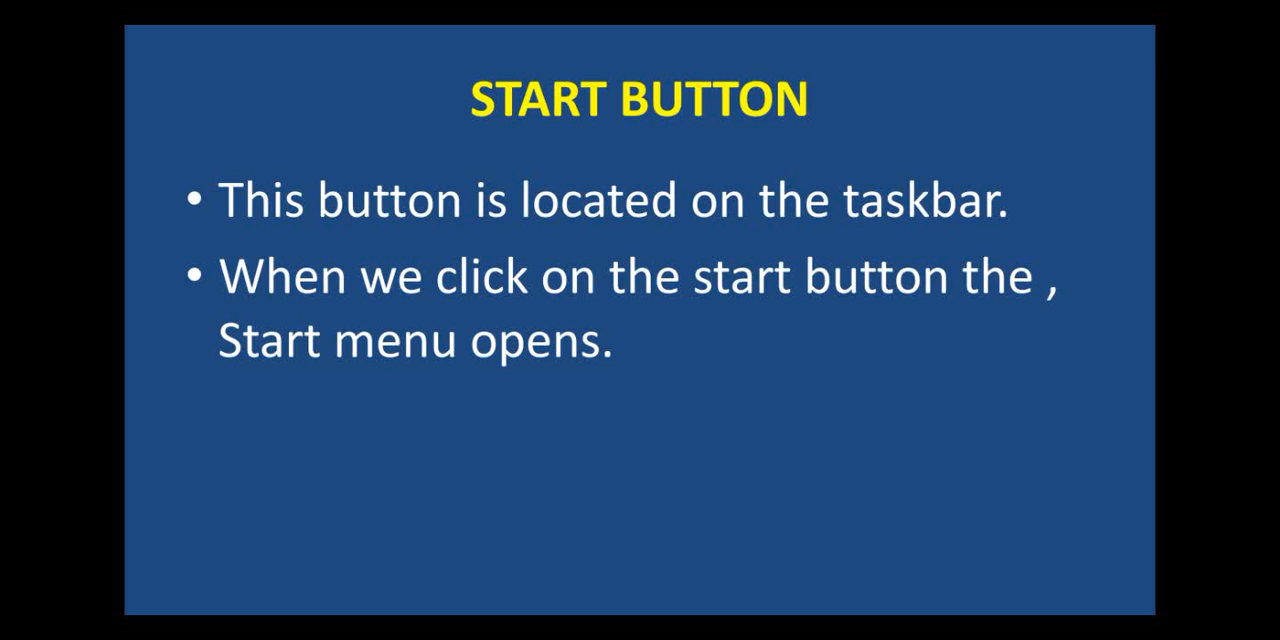 START BUTTON
• This button is located on the taskbar.
• When we click on the start button the ,
Start menu opens.